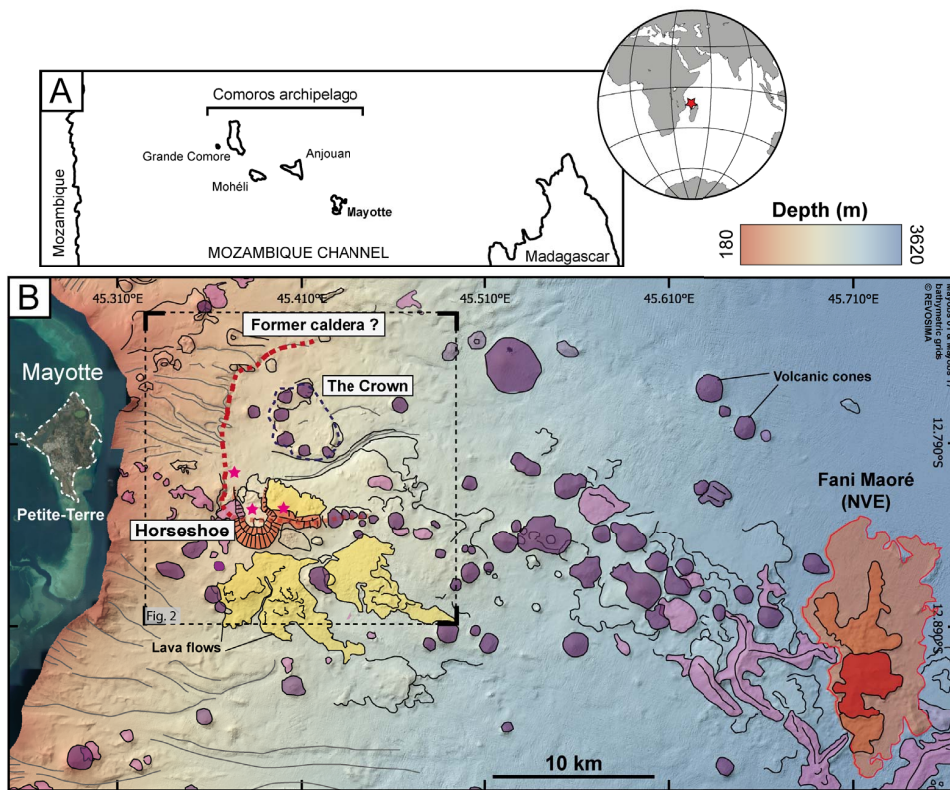 A
Comoros archipelago
Grande Comore
Anjouan
Mohéli
Mayotte
Mozambique
MOZAMBIQUE CHANNEL
Madagascar
Depth (m)
180
3620
B
45.310°E
45.410°E
45.510°E
45.610°E
45.710°E
bathymetric grids
© REVOSIMA
Former caldera ?
Mayotte
The Crown
Volcanic cones
12.790°S
Petite-Terre
Horseshoe
Fani Maoré
(NVE)
Fig. 2
Lava flows
12.890°S
10 km